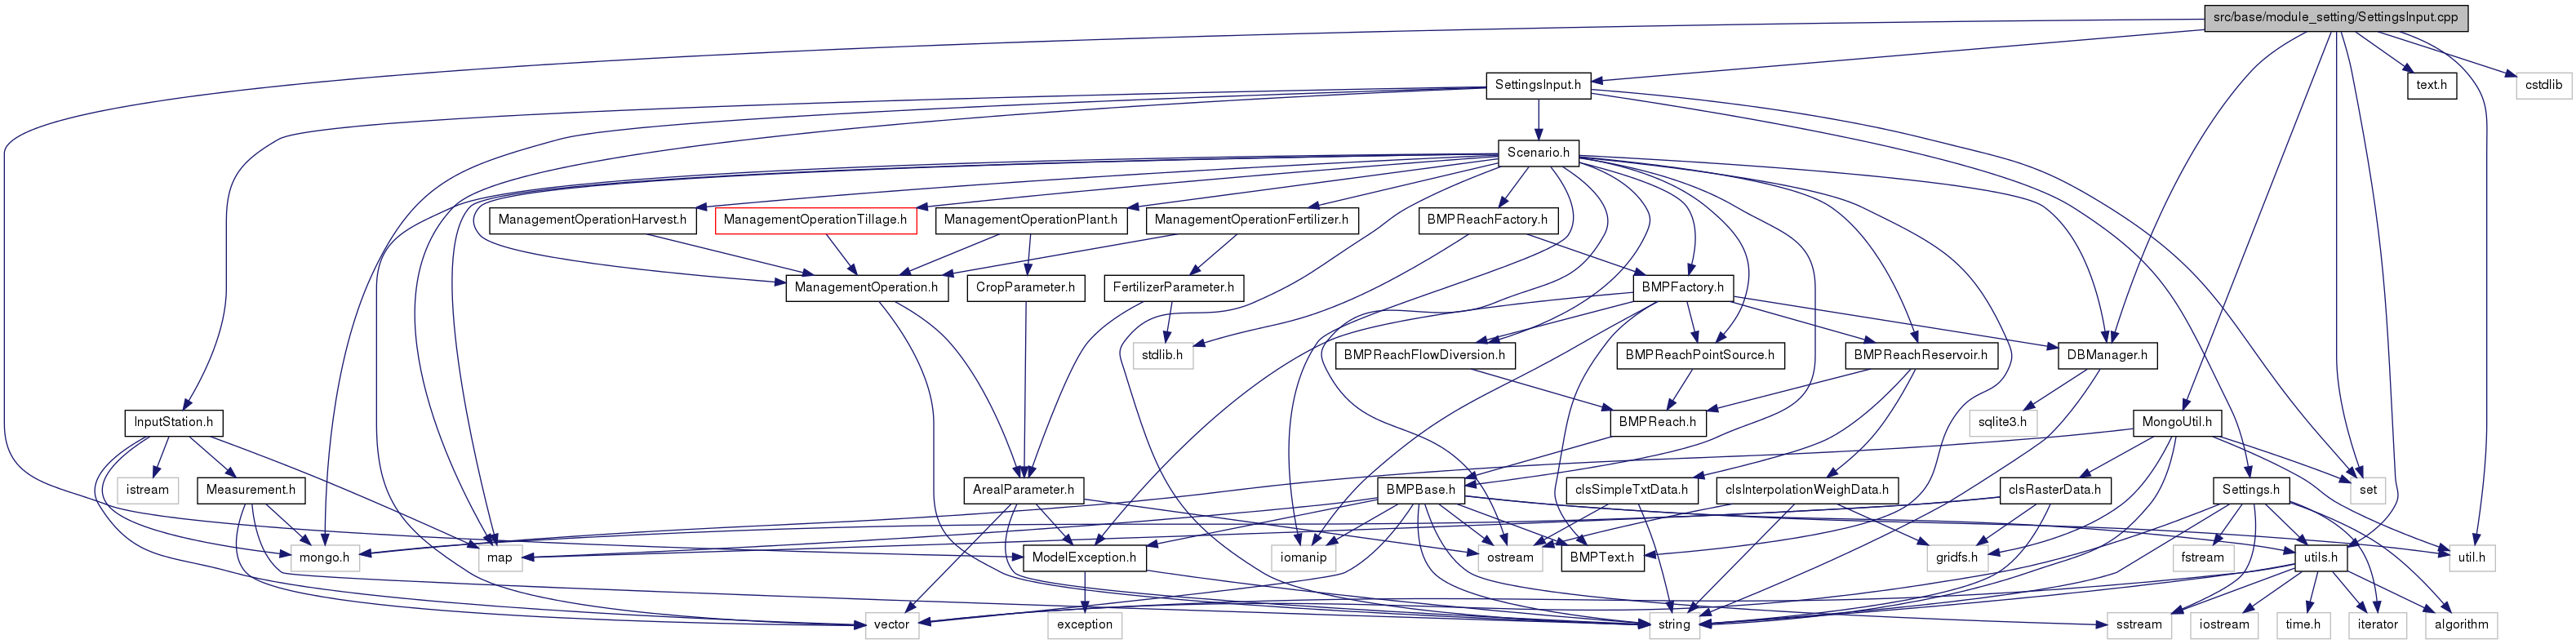 src/base/module_setting/SettingsInput.cpp
SettingsInput.h
text.h
cstdlib
Scenario.h
ManagementOperationHarvest.h
ManagementOperationTillage.h
ManagementOperationPlant.h
ManagementOperationFertilizer.h
BMPReachFactory.h
ManagementOperation.h
CropParameter.h
FertilizerParameter.h
BMPFactory.h
stdlib.h
BMPReachFlowDiversion.h
BMPReachPointSource.h
BMPReachReservoir.h
DBManager.h
InputStation.h
BMPReach.h
sqlite3.h
MongoUtil.h
istream
Measurement.h
ArealParameter.h
BMPBase.h
clsSimpleTxtData.h
clsInterpolationWeighData.h
clsRasterData.h
Settings.h
set
mongo.h
map
ModelException.h
iomanip
ostream
BMPText.h
gridfs.h
fstream
utils.h
util.h
vector
exception
string
sstream
iostream
time.h
iterator
algorithm